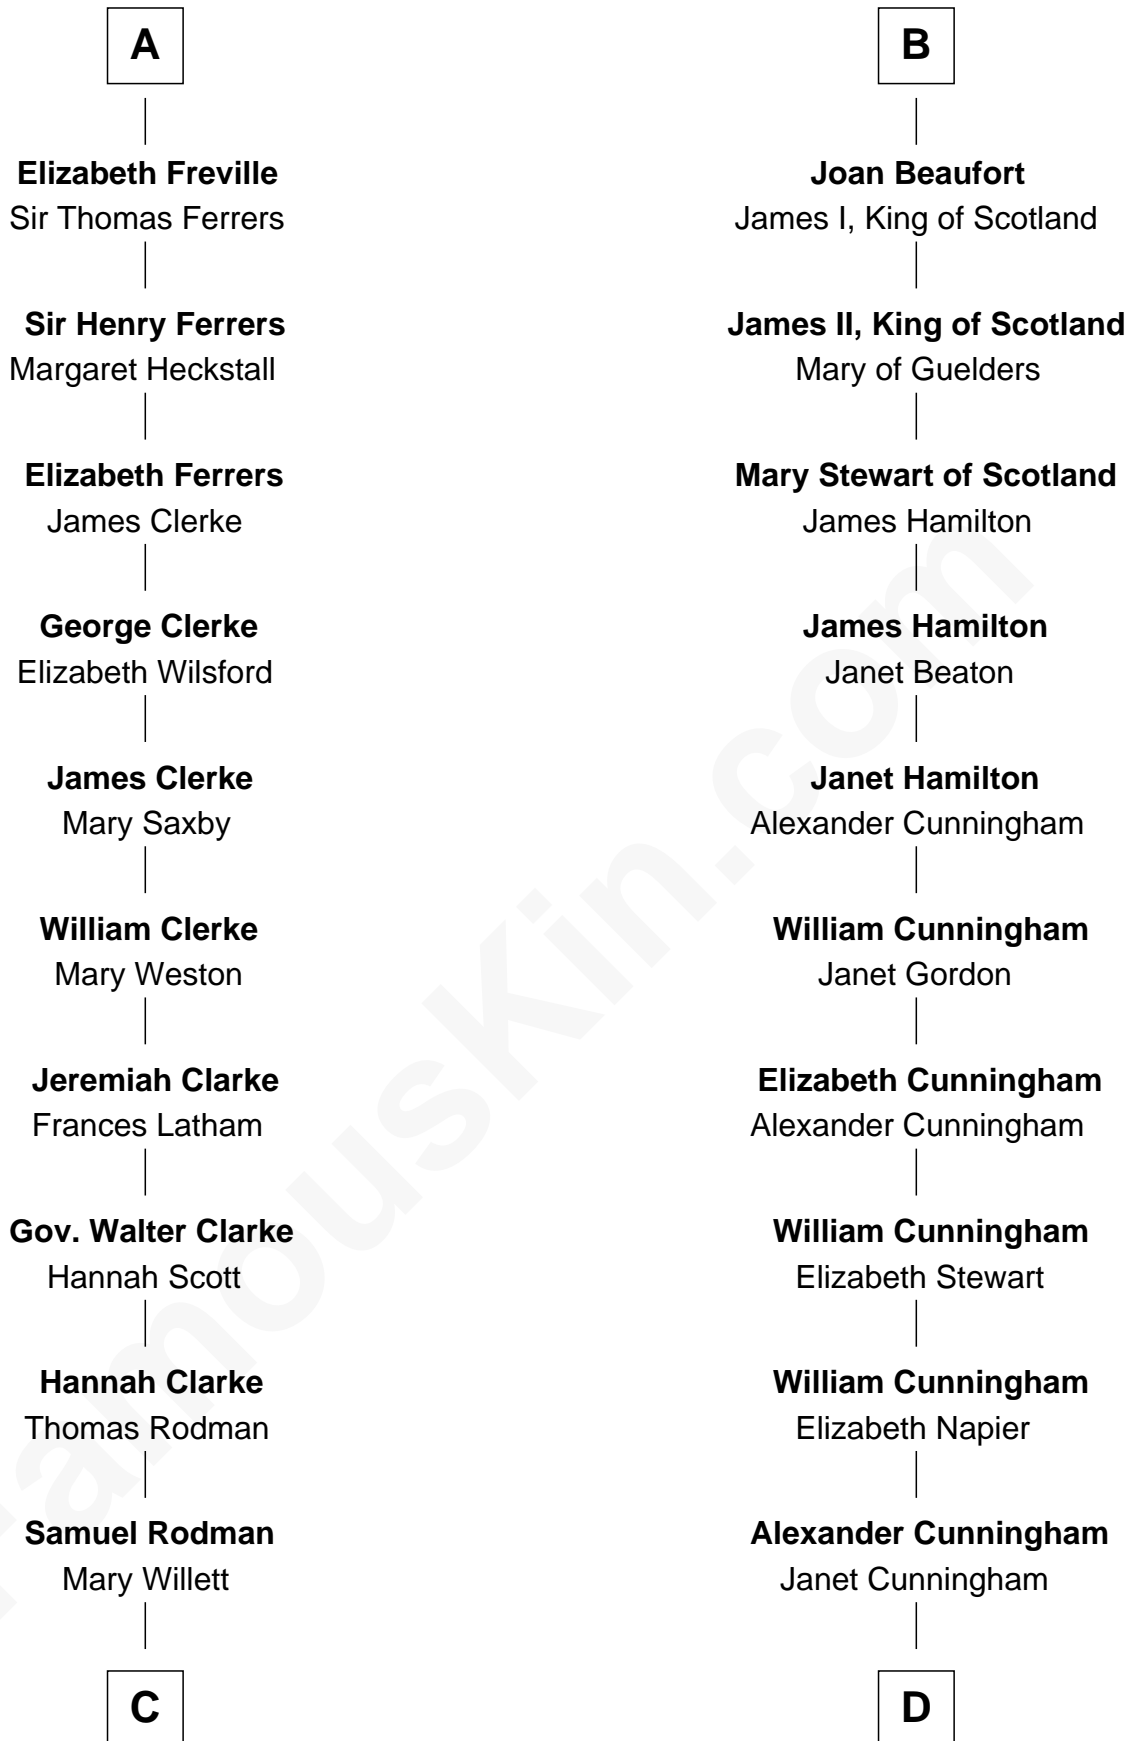 A
Elizabeth Freville
Sir Thomas Ferrers
Sir Henry Ferrers
Margaret Heckstall
Elizabeth Ferrers
James Clerke
George Clerke
Elizabeth Wilsford
James Clerke
Mary Saxby
William Clerke
Mary Weston
Jeremiah Clarke
Frances Latham
Gov. Walter Clarke
Hannah Scott
Hannah Clarke
Thomas Rodman
Samuel Rodman
Mary Willett
C
B
Joan Beaufort
James I, King of Scotland
James II, King of Scotland
Mary of Guelders
Mary Stewart of Scotland
James Hamilton
James Hamilton
Janet Beaton
Janet Hamilton
Alexander Cunningham
William Cunningham
Janet Gordon
Elizabeth Cunningham
Alexander Cunningham
William Cunningham
Elizabeth Stewart
William Cunningham
Elizabeth Napier
Alexander Cunningham
Janet Cunningham
D
FamousKin.com